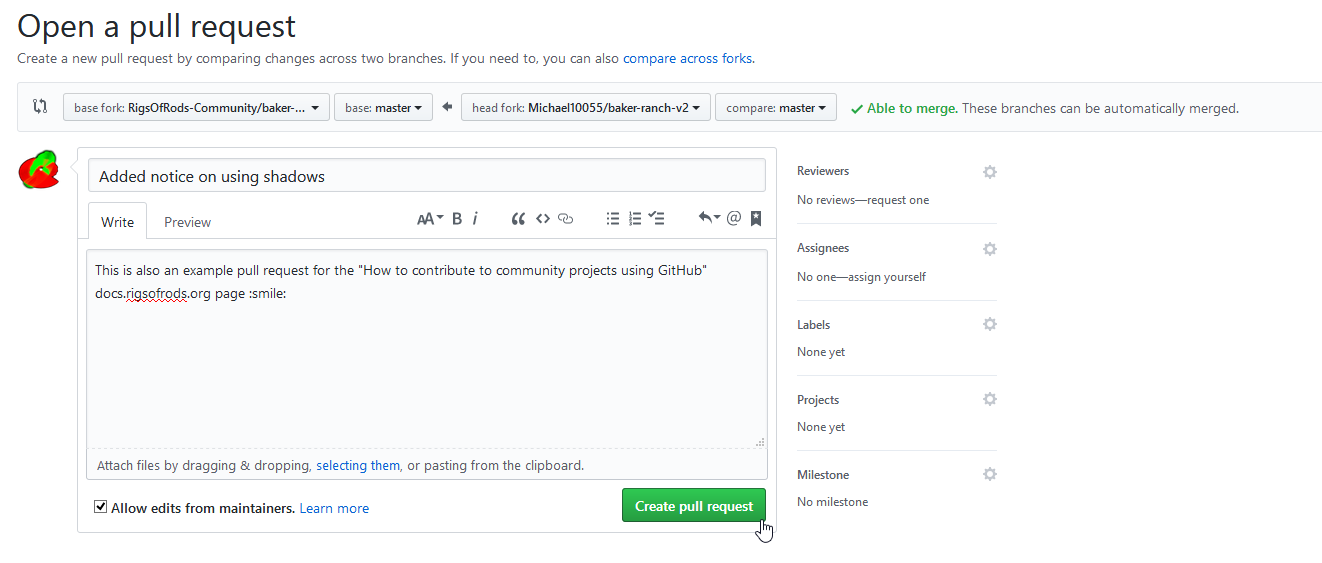 Open a pull request
Create a new pull request by comparing changes across two branches. If you need to, you can also compare across forks.
base fork: RigsOfRods-Community/baker-... base: master head fork: Michael10055/baker-ranch-v2 compare: master Able to merge. These branches can be automatically merged.
Added notice on using shadows
Write Preview AA B i @
This is also an example pull request for the "How to contribute to community projects using GitHub"
docs.rigsofrods.org page :smile:
Attach files by dragging & dropping, selecting them, or pasting from the clipboard.
Allow edits from maintainers. Learn more
Create pull request
Reviewers
No reviews—request one
Assignees
No one—assign yourself
Labels
None yet
Projects
None yet
Milestone
No milestone